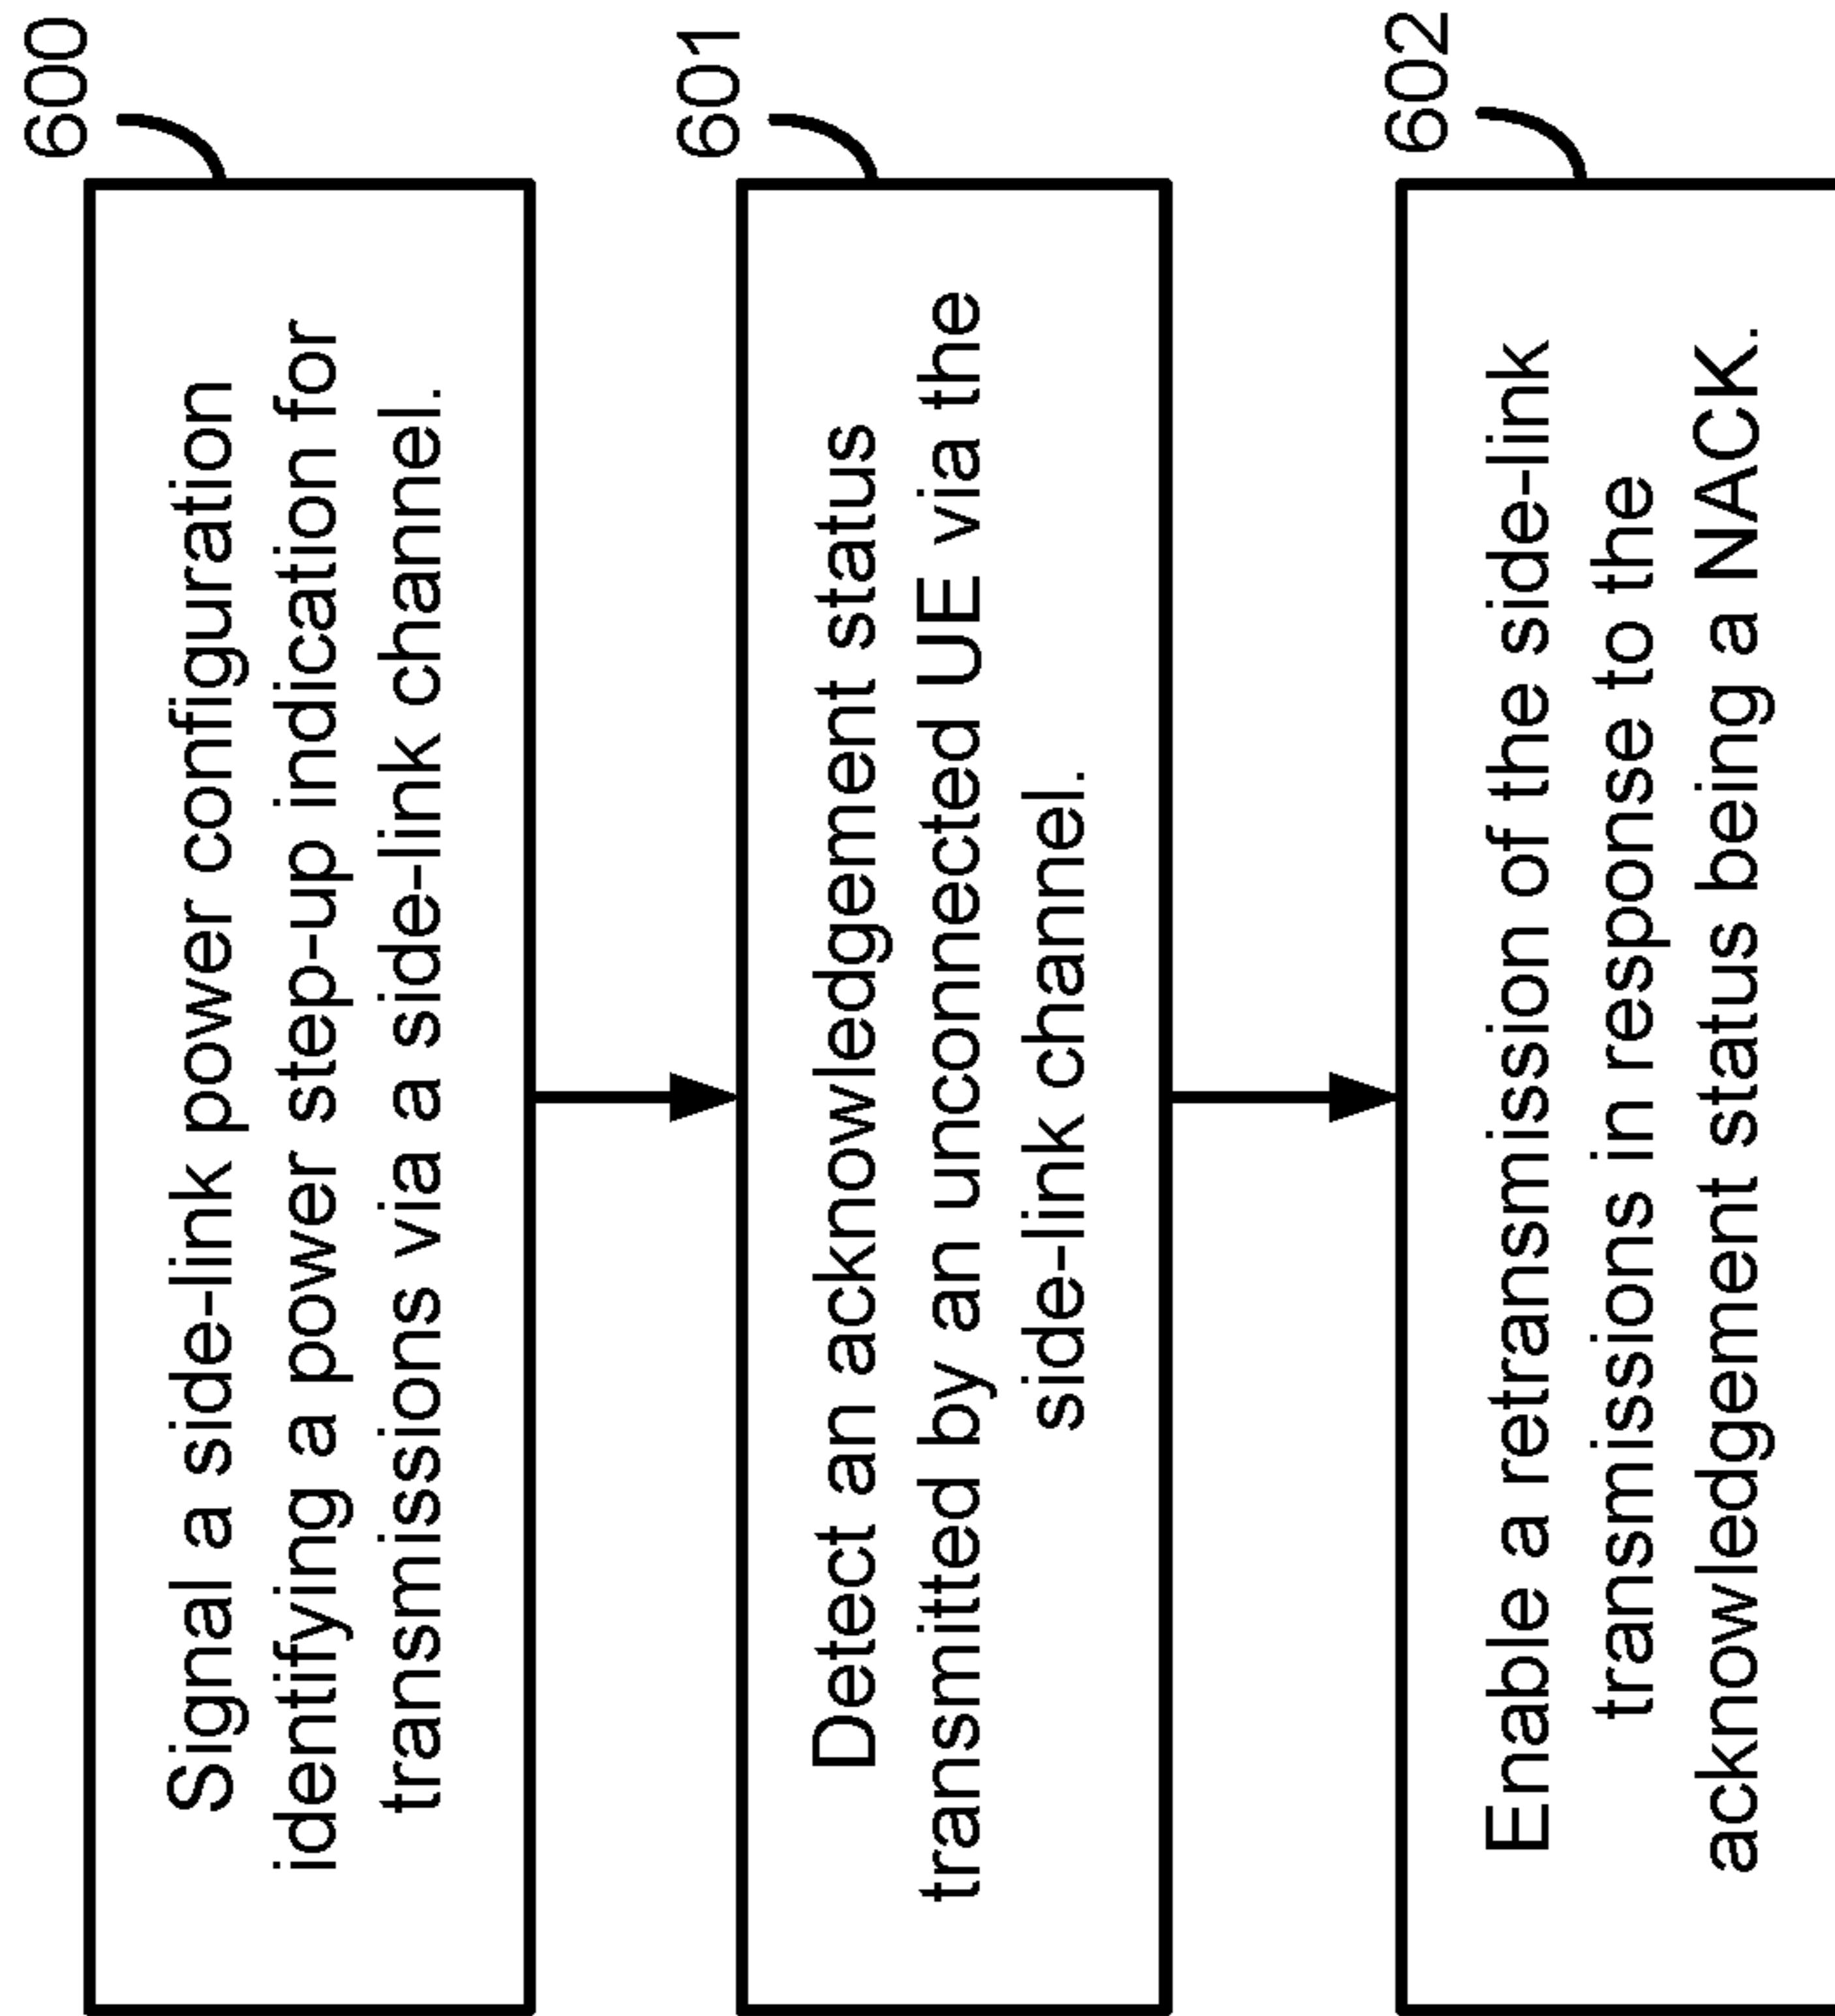 600
Signal a side-link power configuration
identifying a power step-up indication for
transmissions via a side-link channel.
601
Detect an acknowledgement status
transmitted by an unconnected UE via the
side-link channel.
602
Enable a retransmission of the side-link
transmissions in response to the
acknowledgement status being a NACK.